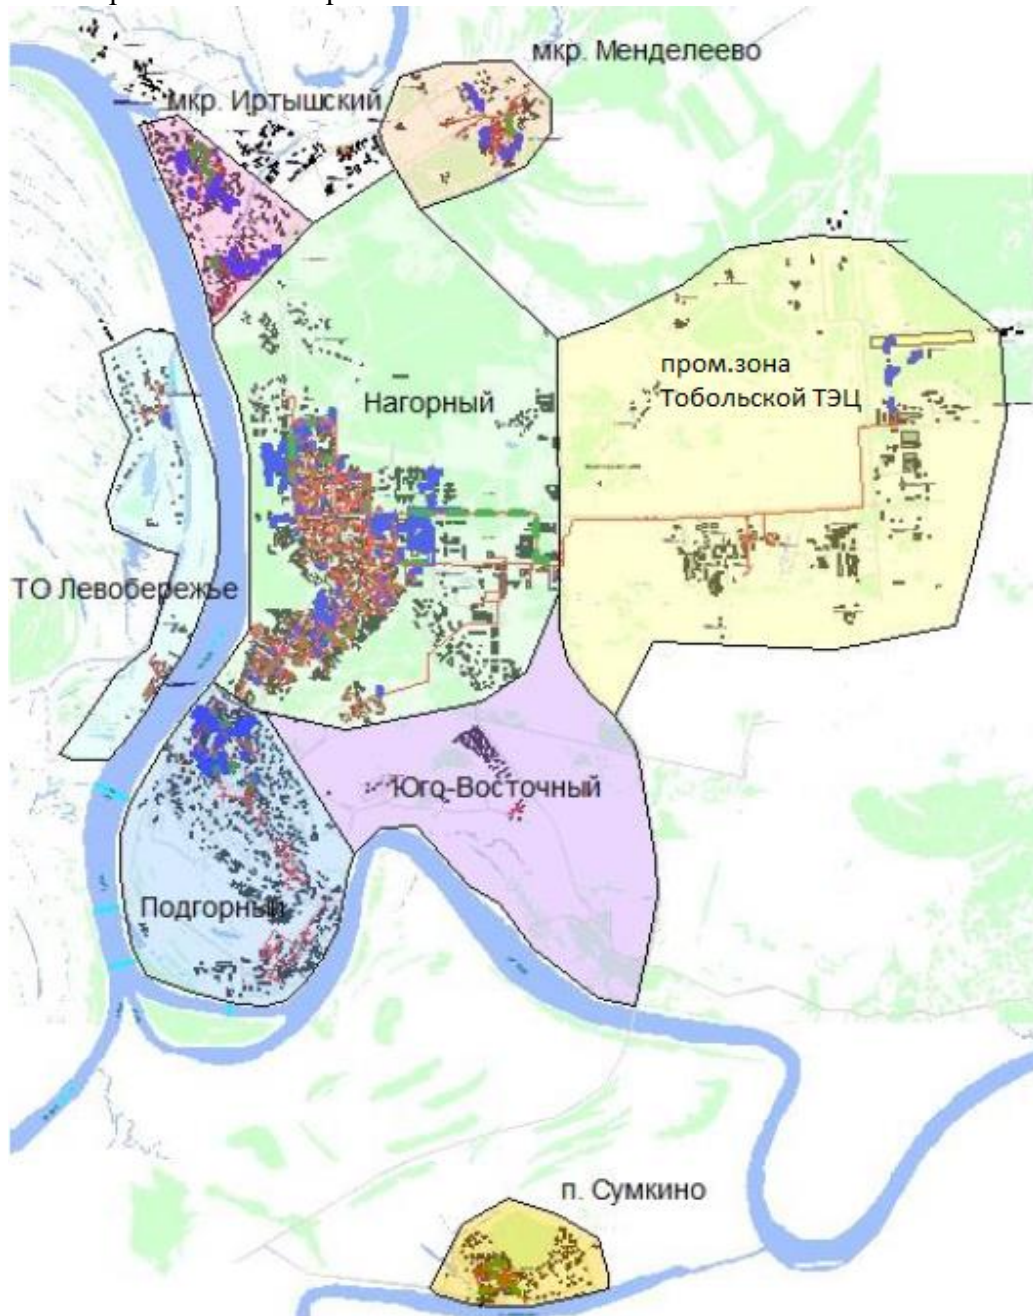 мкр. Менделеево
мкр. Иртышский
пром.зона
Тобольской ТЭЦ
Нагорный
ТО Левобережье
Юго-Восточный
Подгорный
п. Сумкино